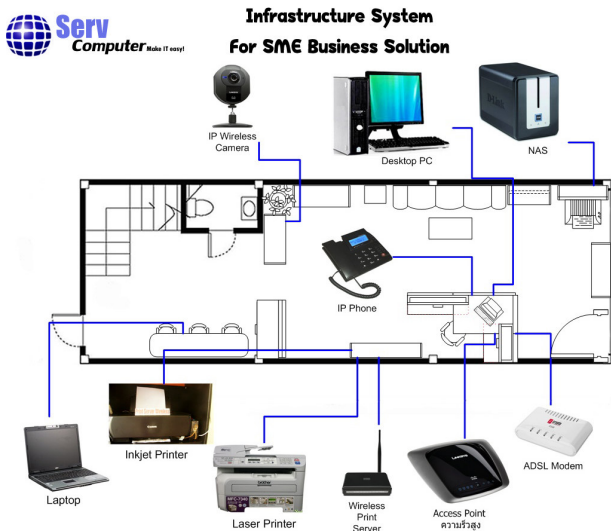 Serv
Computer Make IT easy!
Infrastructure System
For SME Business Solution
IP Wireless
Camera
Desktop PC
NAS
IP Phone
Inkjet Printer
ADSL Modem
Laptop
Laser Printer
Wireless
Print
Server
Access Point
ความเร็วสูง